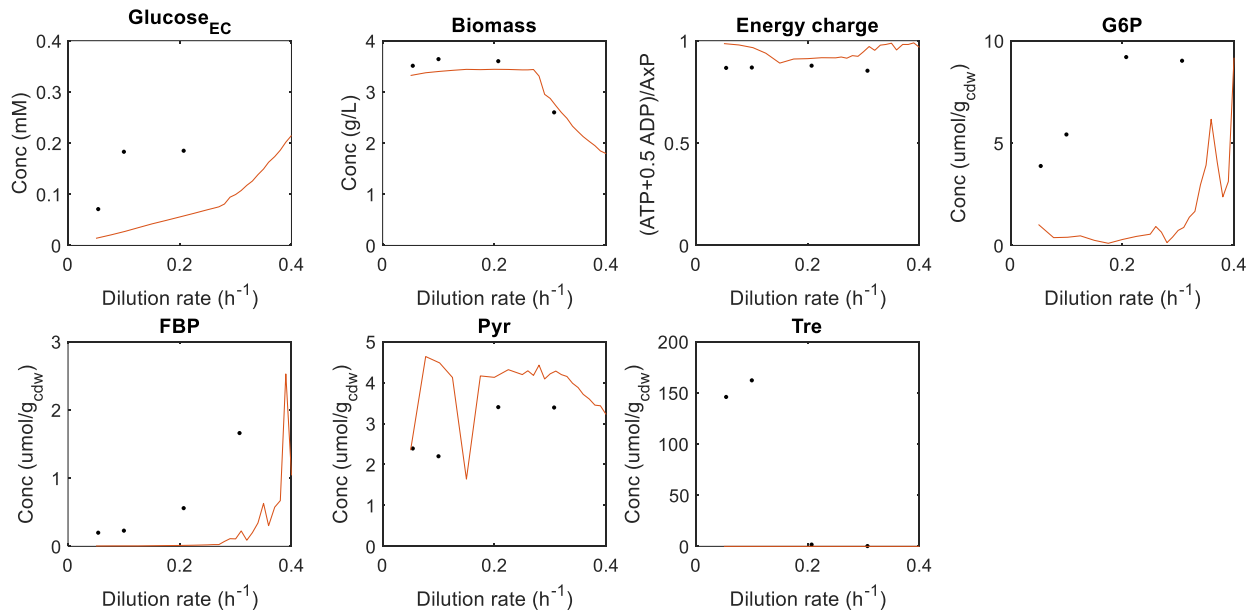 Glucose_EC
Conc (mM)
0.4
0.3
0.2
0.1
0
0 0.2 0.4
Dilution rate (h⁻¹)
Biomass
Conc (g/L)
4
3
2
1
0
0 0.2 0.4
Dilution rate (h⁻¹)
Energy charge
(ATP+0.5 ADP)/AxP
1
0.5
0
0 0.2 0.4
Dilution rate (h⁻¹)
G6P
Conc (umol/g_cdw)
10
5
0
0 0.2 0.4
Dilution rate (h⁻¹)
FBP
Conc (umol/g_cdw)
3
2
1
0
0 0.2 0.4
Dilution rate (h⁻¹)
Pyr
Conc (umol/g_cdw)
5
4
3
2
1
0
0 0.2 0.4
Dilution rate (h⁻¹)
Tre
Conc (umol/g_cdw)
200
150
100
50
0
0 0.2 0.4
Dilution rate (h⁻¹)